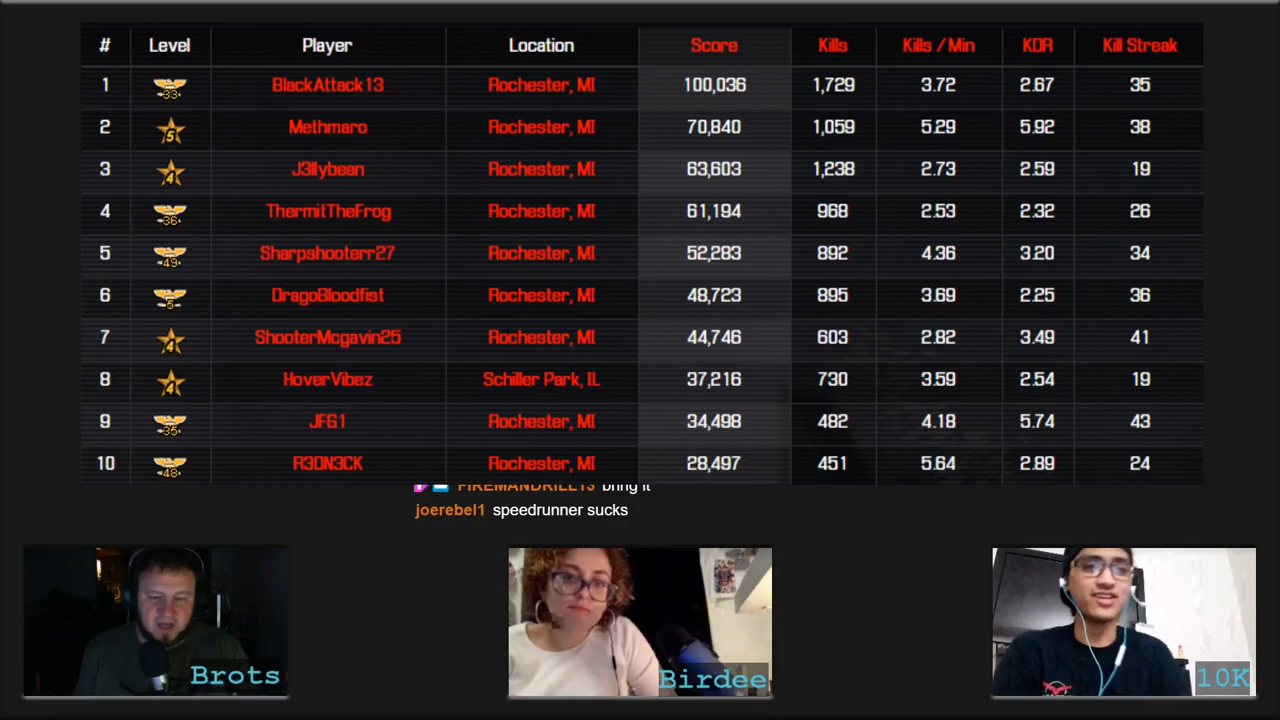 # Level Player Location Score Kills Kills / Min KDR Kill Streak
1 33 BlackAttack13 Rochester, MI 100,036 1,729 3.72 2.67 35
2 5 Methmaro Rochester, MI 70,840 1,059 5.29 5.92 38
3 4 J3llybean Rochester, MI 63,603 1,238 2.73 2.59 19
4 36 ThermitTheFrog Rochester, MI 61,194 968 2.53 2.32 26
5 49 Sharpshooterr27 Rochester, MI 52,283 892 4.36 3.20 34
6 5 DragoBloodfist Rochester, MI 48,723 895 3.69 2.25 36
7 4 ShooterMcgavin25 Rochester, MI 44,746 603 2.82 3.49 41
8 4 HoverVibez Schiller Park, IL 37,216 730 3.59 2.54 19
9 35 JFG1 Rochester, MI 34,498 482 4.18 5.74 43
10 48 R3DN3CK Rochester, MI 28,497 451 5.64 2.89 24
FIREMANDRILL13 bring it
joerebel1 speedrunner sucks
Brots
Birdee
10K